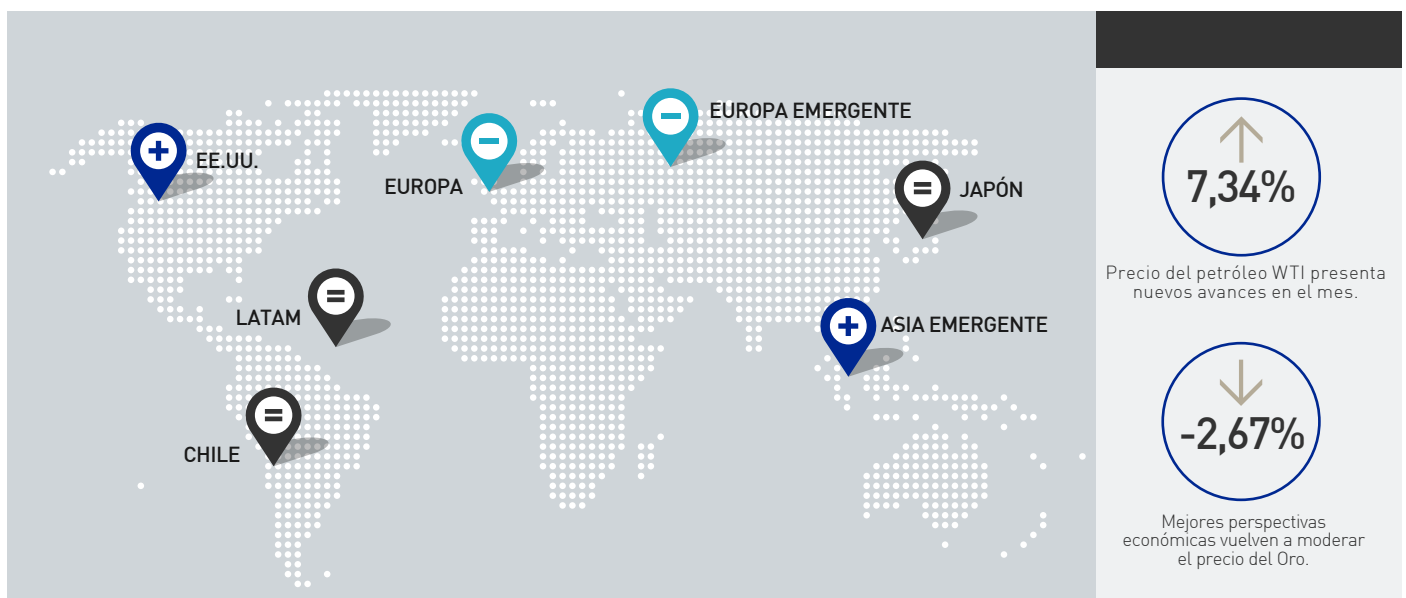 EUROPA EMERGENTE
EE.UU.
EUROPA
JAPÓN
LATAM
ASIA EMERGENTE
CHILE
7,34%
Precio del petróleo WTI presenta
nuevos avances en el mes.
-2,67%
Mejores perspectivas
económicas vuelven a moderar
el precio del Oro.